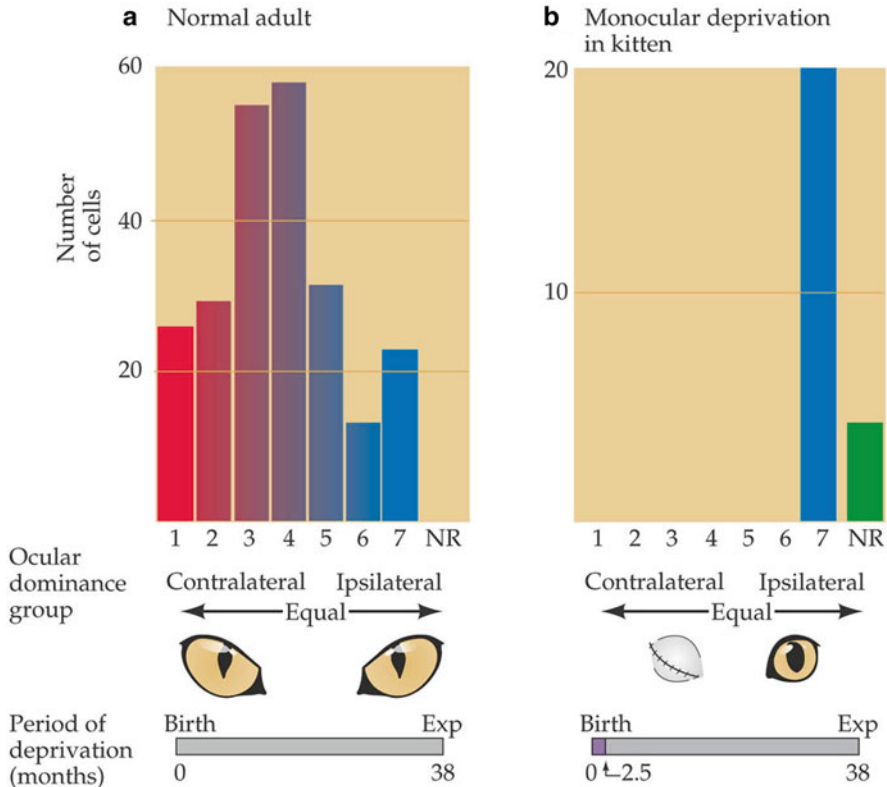 a Normal adult
60
40
20
Number
of cells
1 2 3 4 5 6 7 NR
Ocular
dominance
group
Contralateral Ipsilateral
Equal
Period of
deprivation
(months)
Birth Exp
0 38
b Monocular deprivation
in kitten
20
10
1 2 3 4 5 6 7 NR
Contralateral Ipsilateral
Equal
Birth Exp
0 2.5 38